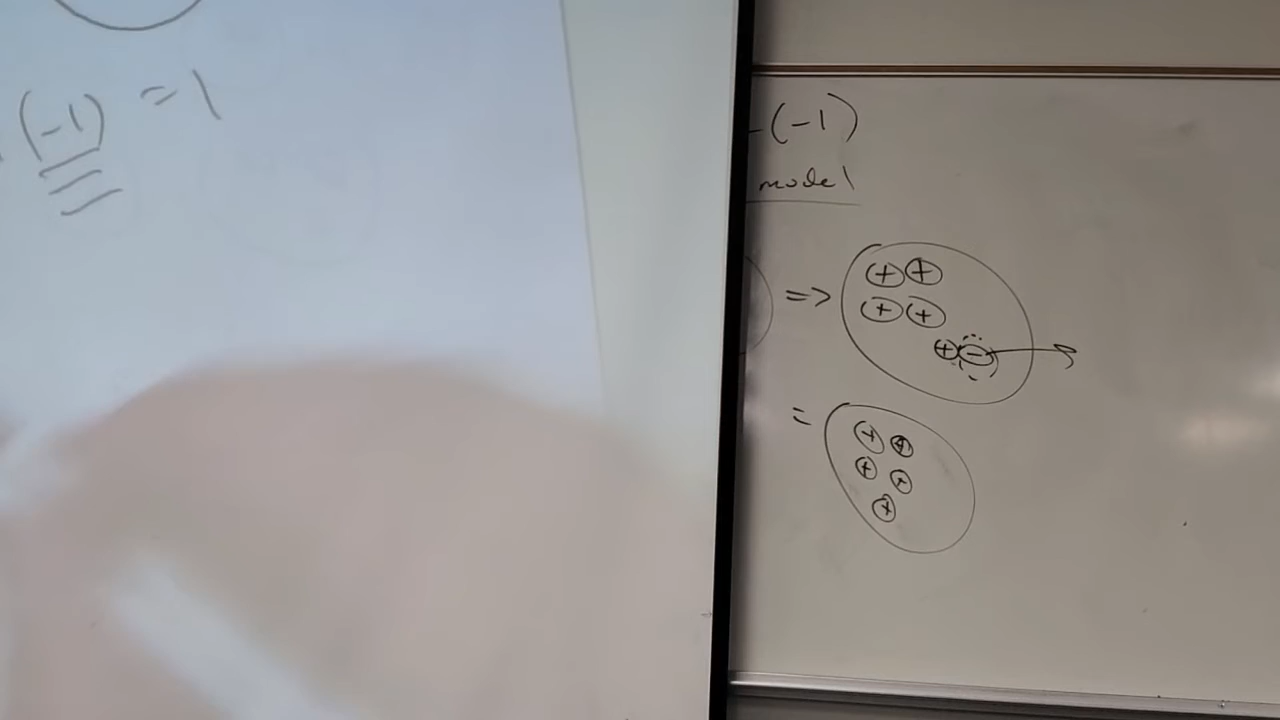 (-1) = 1
-(-1)
model
=> + + + + + -
= + + + + +